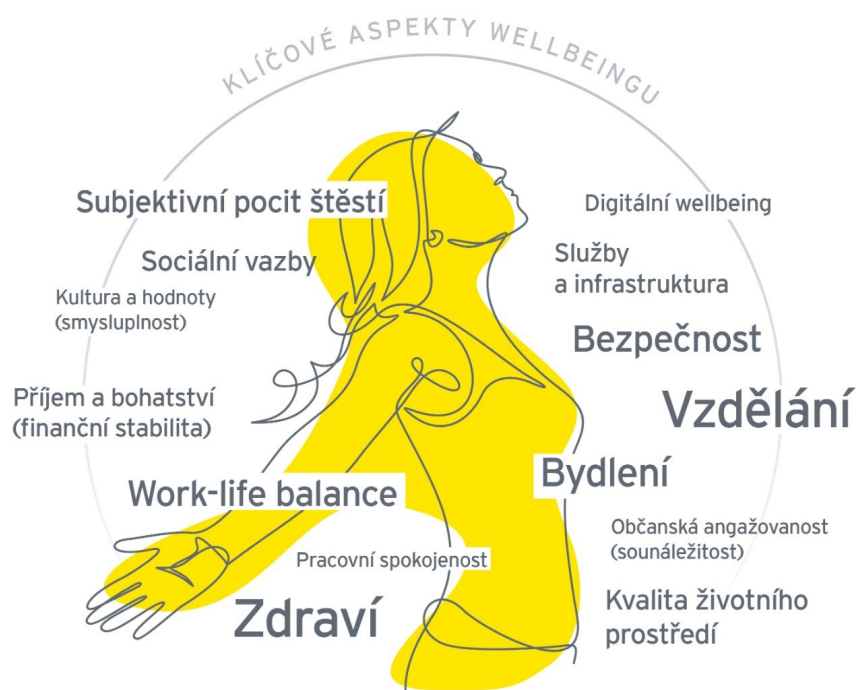 KLÍČOVÉ ASPEKTY WELLBEINGU
Subjektivní pocit štěstí
Sociální vazby
Kultura a hodnoty
(smysluplnost)
Příjem a bohatství
(finanční stabilita)
Work-life balance
Pracovní spokojenost
Zdraví
Digitální wellbeing
Služby
a infrastruktura
Bezpečnost
Vzdělání
Bydlení
Občanská angažovanost
(sounáležitost)
Kvalita životního
prostředí